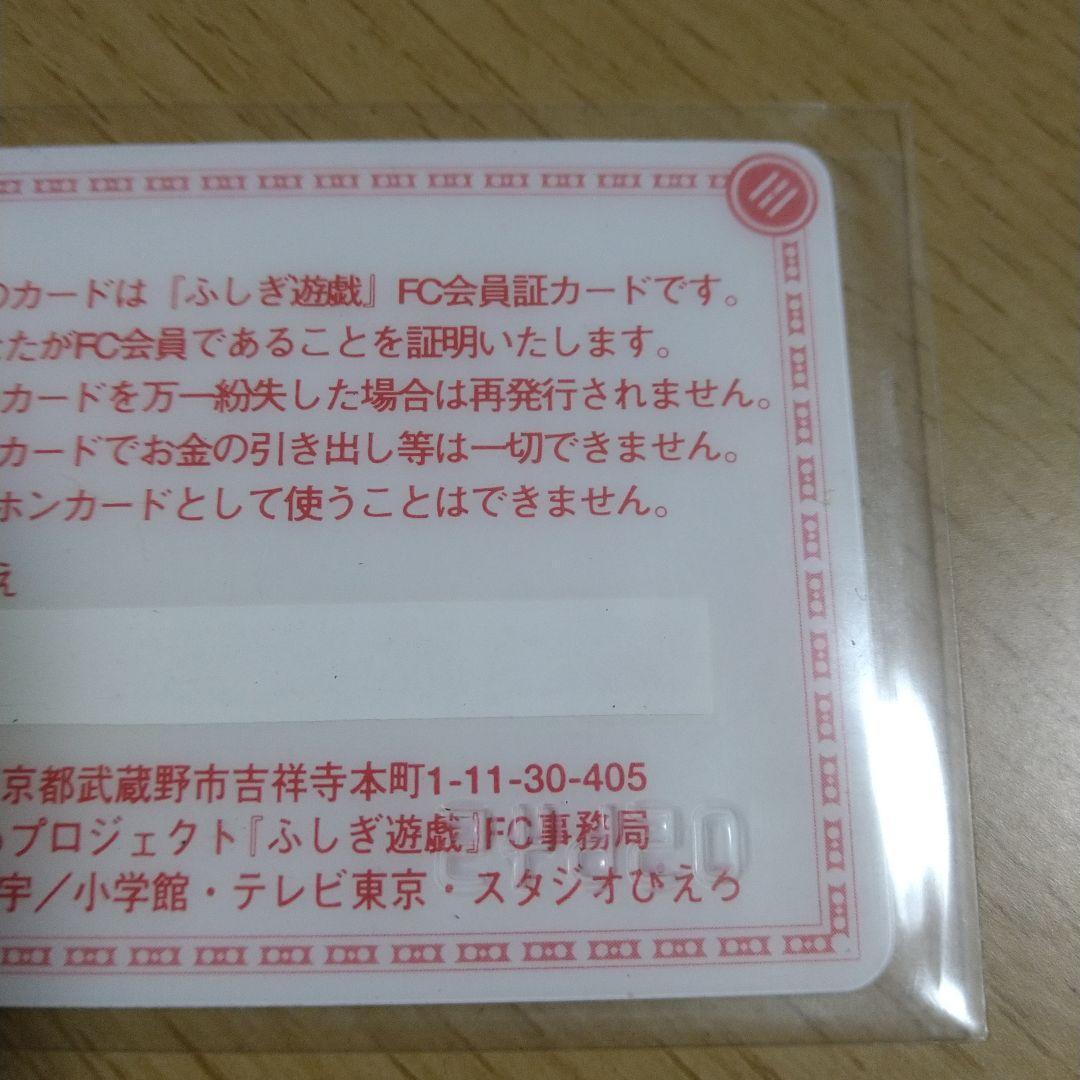 のカードは『ふしぎ遊戯』FC会員証カードです。
たがFC会員であることを証明いたします。
カードを万一紛失した場合は再発行されません。
カードでお金の引き出し等は一切できません。
ホンカードとして使うことはできません。
え
京都武蔵野市吉祥寺本町1-11-30-405
プロジェクト『ふしぎ遊戯』FC事務局
宇／小学館・テレビ東京・スタジオぴえろ